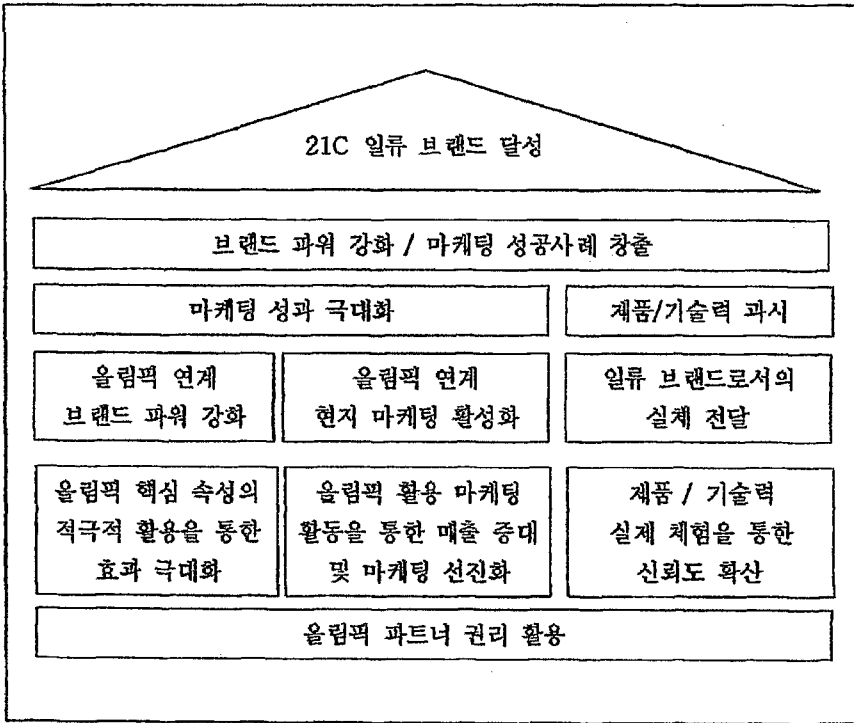 21C 일류 브랜드 달성
브랜드 파워 강화 / 마케팅 성공사례 창출
마케팅 성과 극대화
제품/기술력 과시
올림픽 연계
브랜드 파워 강화
올림픽 연계
현지 마케팅 활성화
일류 브랜드로서의
실체 전달
올림픽 핵심 속성의
적극적 활용을 통한
효과 극대화
올림픽 활용 마케팅
활동을 통한 매출 증대
및 마케팅 선진화
제품 / 기술력
실제 체험을 통한
신뢰도 확산
올림픽 파트너 권리 활용